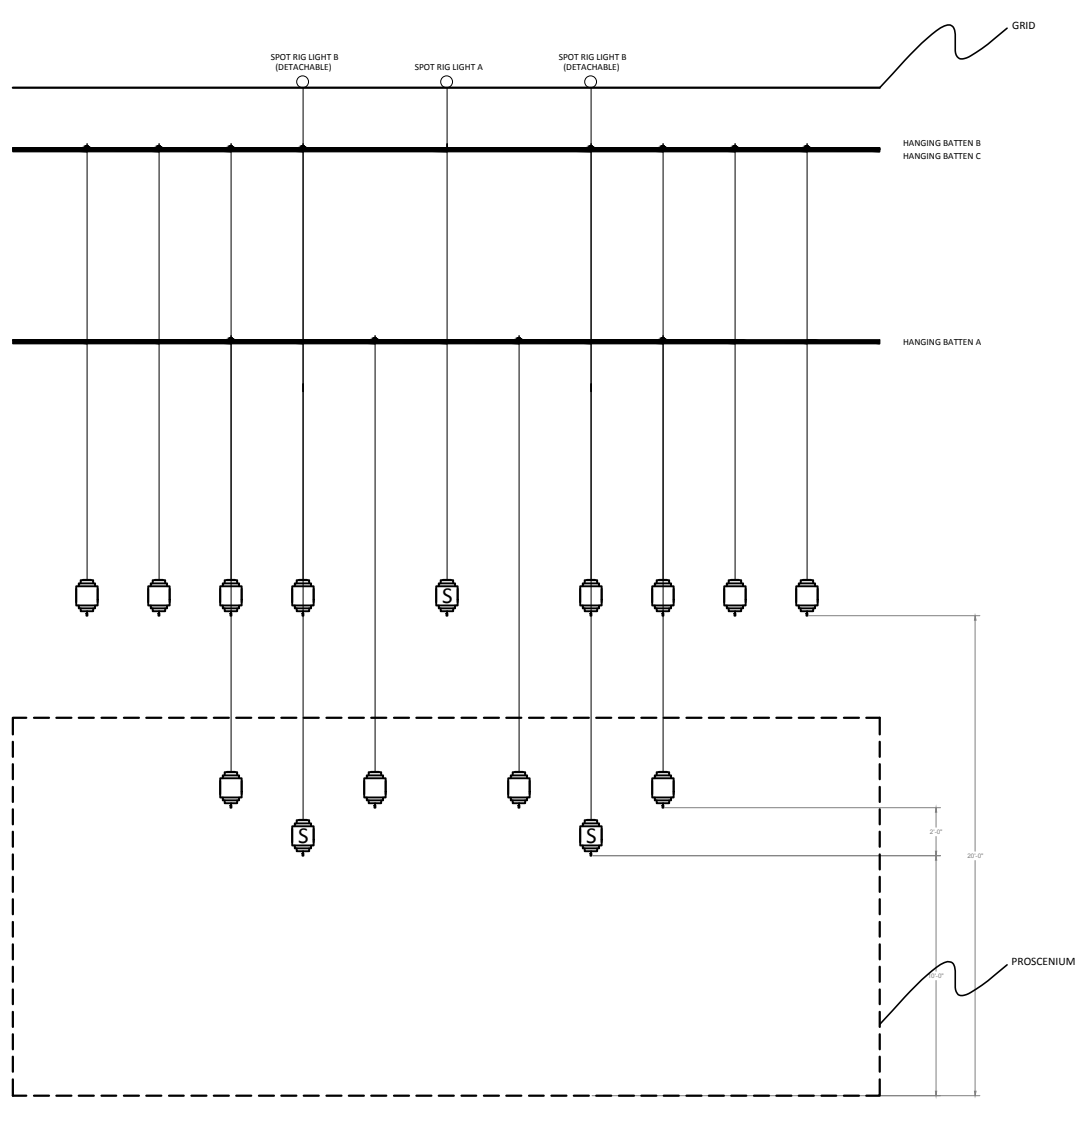 GRID
SPOT RIG LIGHT B
(DETACHABLE)
SPOT RIG LIGHT A
SPOT RIG LIGHT B
(DETACHABLE)
HANGING BATTEN B
HANGING BATTEN C
HANGING BATTEN A
S
S
S
2'-0"
20'-0"
PROSCENIUM